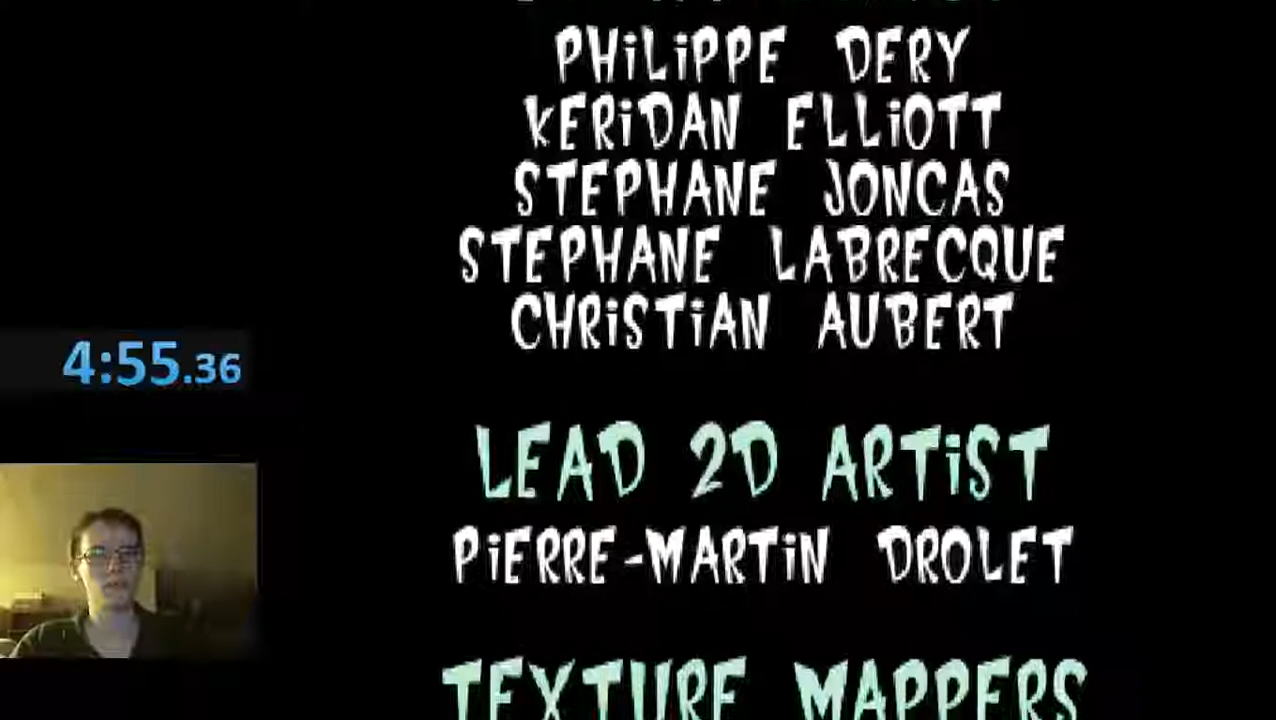 PHiLiPPE DERY
KERiDAN ELLiOTT
STEPHANE JONCAS
STEPHANE LABRECQUE
CHRiSTiAN AUBERT
4:55.36
LEAD 2D ARTiST
PiERRE-MARTiN DROLET
TEXTURE MAPPERS